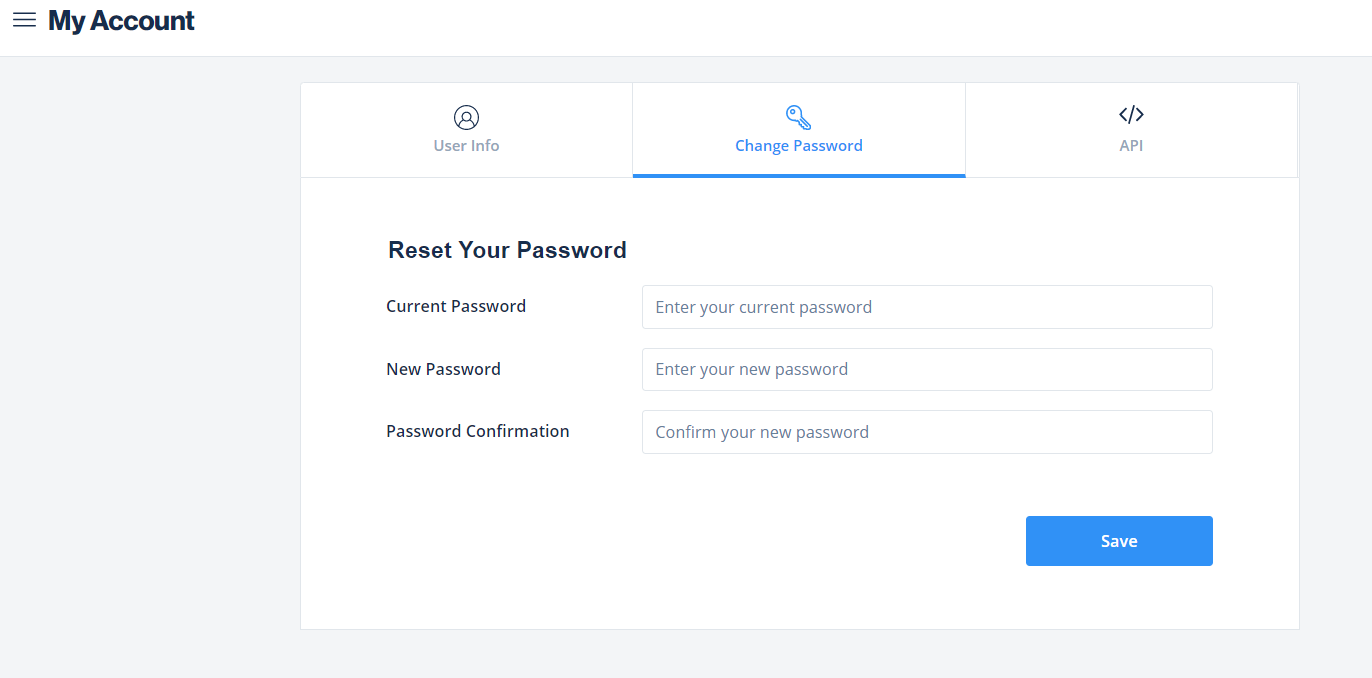 My Account
User Info
Change Password
API
Reset Your Password
Current Password
Enter your current password
New Password
Enter your new password
Password Confirmation
Confirm your new password
Save